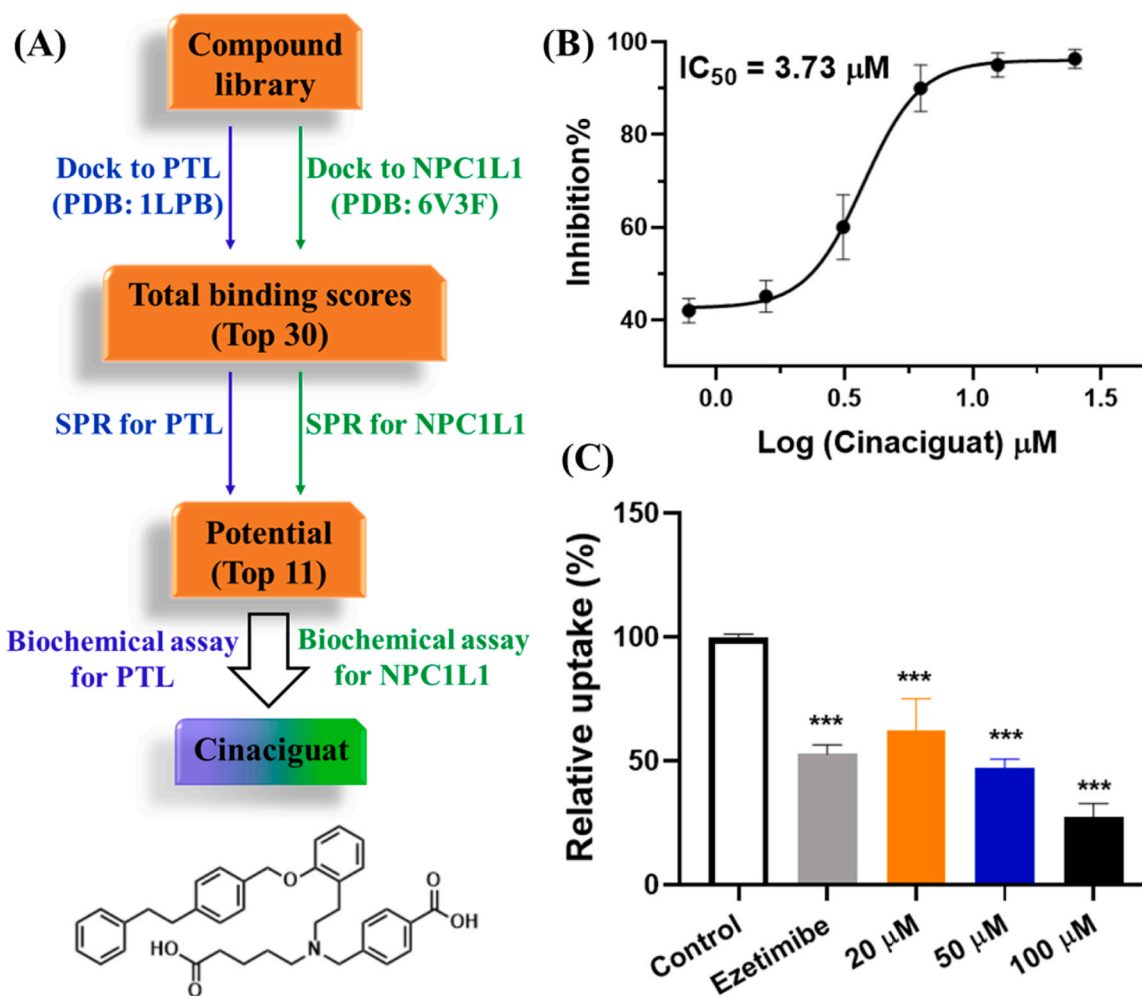 (A)
Compound
library
Dock to PTL
(PDB: 1LPB)
Dock to NPC1L1
(PDB: 6V3F)
Total binding scores
(Top 30)
SPR for PTL
SPR for NPC1L1
Potential
(Top 11)
Biochemical assay
for PTL
Biochemical assay
for NPC1L1
Cinaciguat
O
O
OH
HO
N
O
(B)
IC50 = 3.73 μM
Inhibition%
100
80
60
40
0.0 0.5 1.0 1.5
Log (Cinaciguat) μM
(C)
Relative uptake (%)
150
100
50
0
***
***
***
***
Control
Ezetimibe
20 μM
50 μM
100 μM